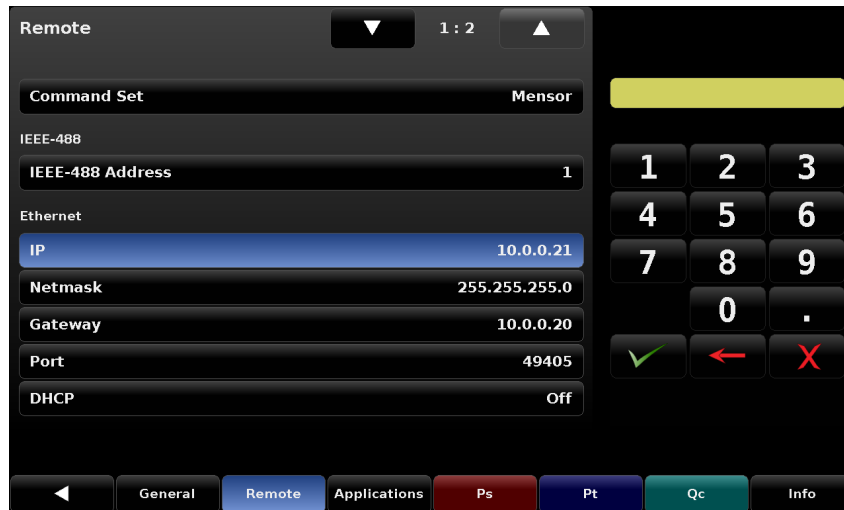 Remote 1 : 2
Command Set Mensor
IEEE-488
IEEE-488 Address 1
Ethernet
IP 10.0.0.21
Netmask 255.255.255.0
Gateway 10.0.0.20
Port 49405
DHCP Off
1 2 3
4 5 6
7 8 9
0 .
General Remote Applications Ps Pt Qc Info